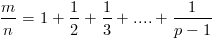 m/n = 1 + 1/2 + 1/3 + .... + 1/(p − 1)